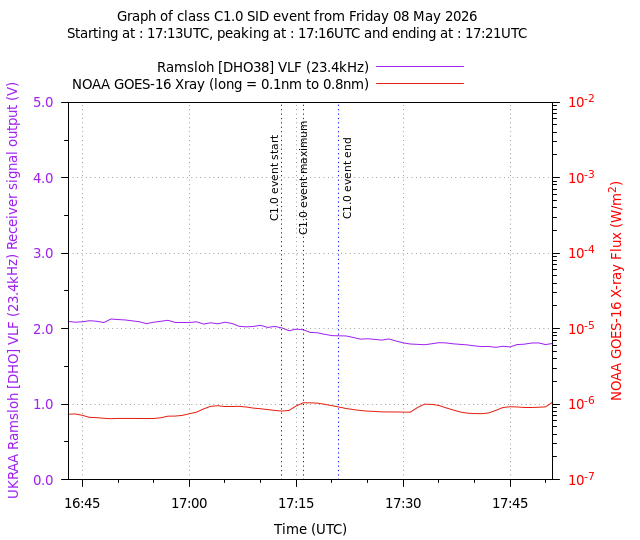 Graph of class C1.0 SID event from Friday 08 May 2026
Starting at : 17:13UTC, peaking at : 17:16UTC and ending at : 17:21UTC
Ramsloh [DHO38] VLF (23.4kHz)
NOAA GOES-16 Xray (long = 0.1nm to 0.8nm)
UKRAA Ramsloh [DHO] VLF (23.4kHz) Receiver signal output (V)
5.0
4.0
3.0
2.0
1.0
0.0
C1.0 event start
C1.0 event maximum
C1.0 event end
10-2
10-3
10-4
10-5
10-6
10-7
NOAA GOES-16 X-ray Flux (W/m2)
16:45 17:00 17:15 17:30 17:45
Time (UTC)